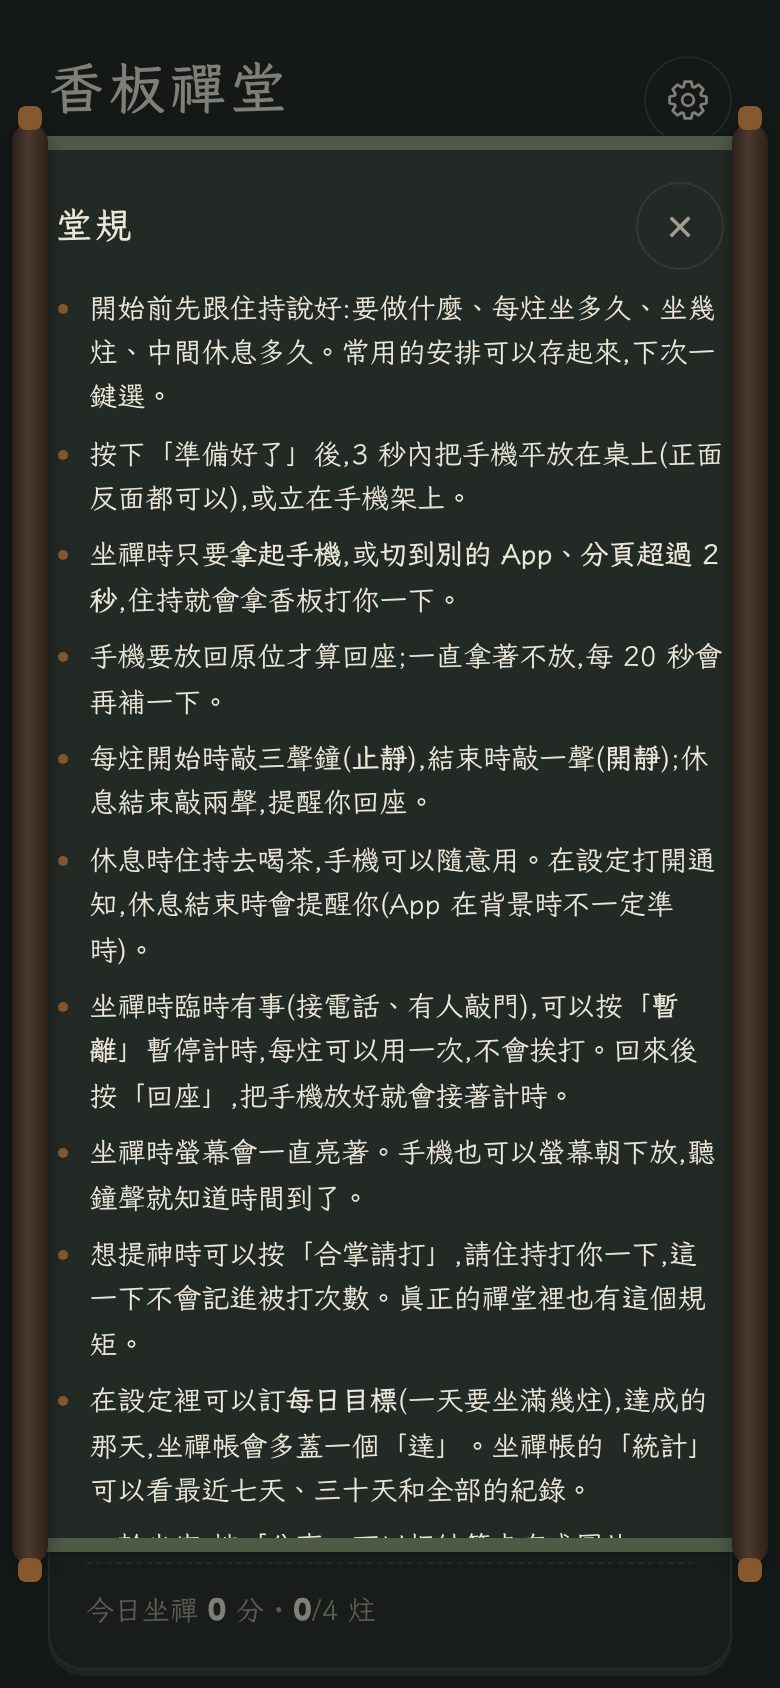 香板禪堂
堂規
開始前先跟住持說好:要做什麼、每炷坐多久、坐幾
炷、中間休息多久。常用的安排可以存起來,下次一
鍵選。
按下「準備好了」後,3 秒內把手機平放在桌上(正面
反面都可以),或立在手機架上。
坐禪時只要拿起手機,或切到別的 App、分頁超過 2
秒,住持就會拿香板打你一下。
手機要放回原位才算回座;一直拿著不放,每 20 秒會
再補一下。
每炷開始時敲三聲鐘(止靜),結束時敲一聲(開靜);休
息結束敲兩聲,提醒你回座。
休息時住持去喝茶,手機可以隨意用。在設定打開通
知,休息結束時會提醒你(App 在背景時不一定準
時)。
坐禪時臨時有事(接電話、有人敲門),可以按「暫
離」暫停計時,每炷可以用一次,不會挨打。回來後
按「回座」,把手機放好就會接著計時。
坐禪時螢幕會一直亮著。手機也可以螢幕朝下放,聽
鐘聲就知道時間到了。
想提神時可以按「合掌請打」,請住持打你一下,這
一下不會記進被打次數。真正的禪堂裡也有這個規
矩。
在設定裡可以訂每日目標(一天要坐滿幾炷),達成的
那天,坐禪帳會多蓋一個「達」。坐禪帳的「統計」
可以看最近七天、三十天和全部的紀錄。
今日坐禪 0 分・0/4 炷